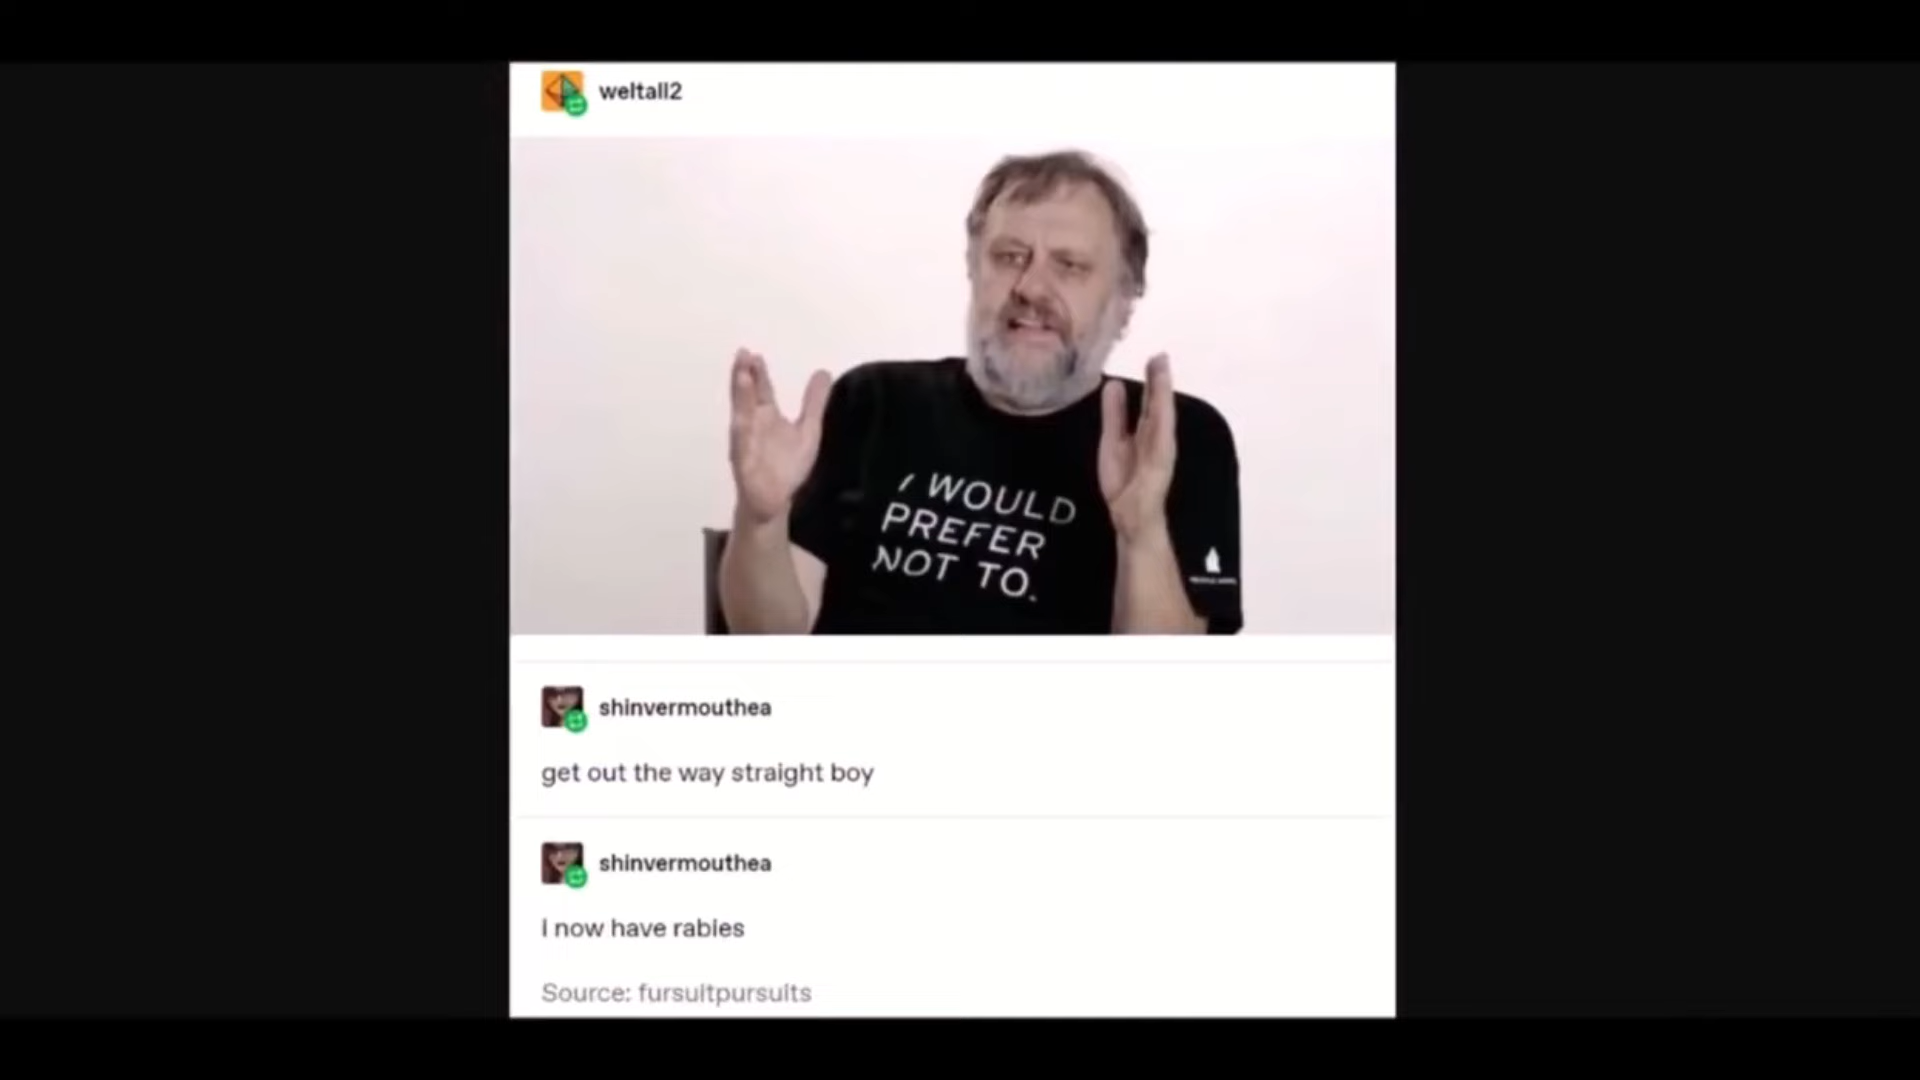 weltall2
I WOULD
PREFER
NOT TO.
shinvermouthea
get out the way straight boy
shinvermouthea
I now have rabies
Source: fursuitpursuits